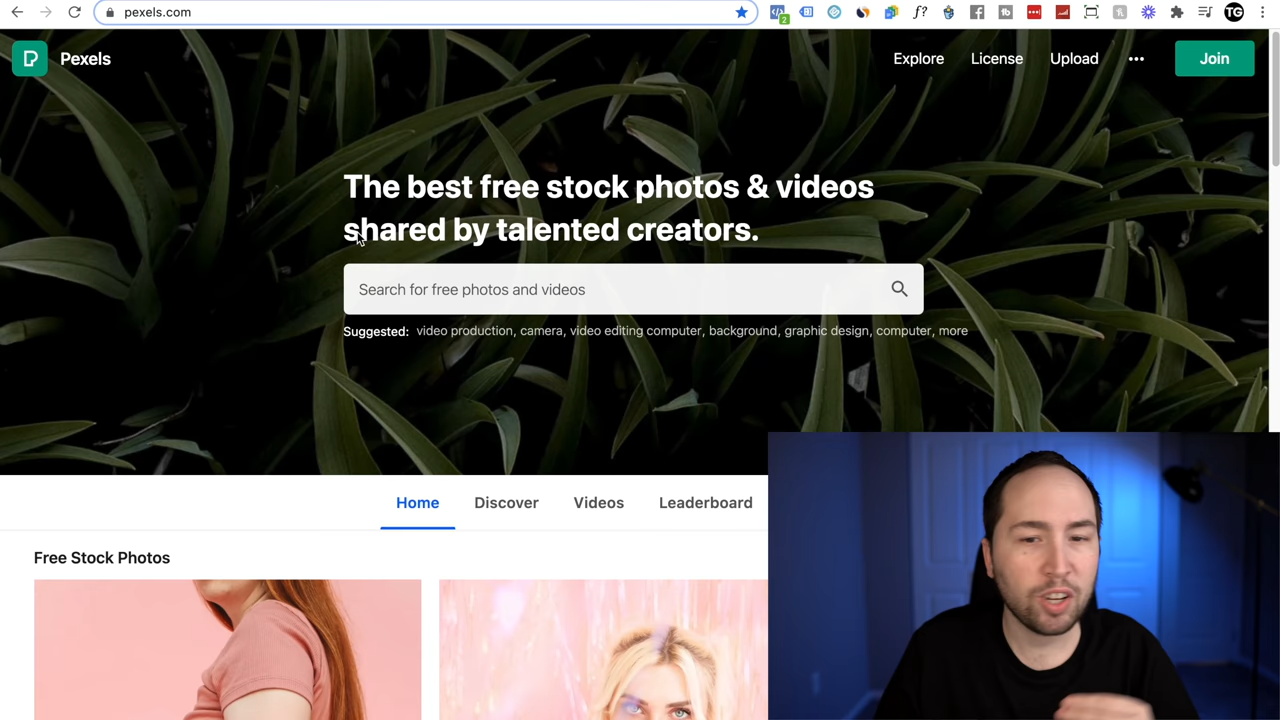 pexels.com
2
f?
TG
Pexels
Explore
License
Upload
Join
The best free stock photos & videos
shared by talented creators.
Search for free photos and videos
Suggested: video production, camera, video editing computer, background, graphic design, computer, more
Home
Discover
Videos
Leaderboard
Free Stock Photos